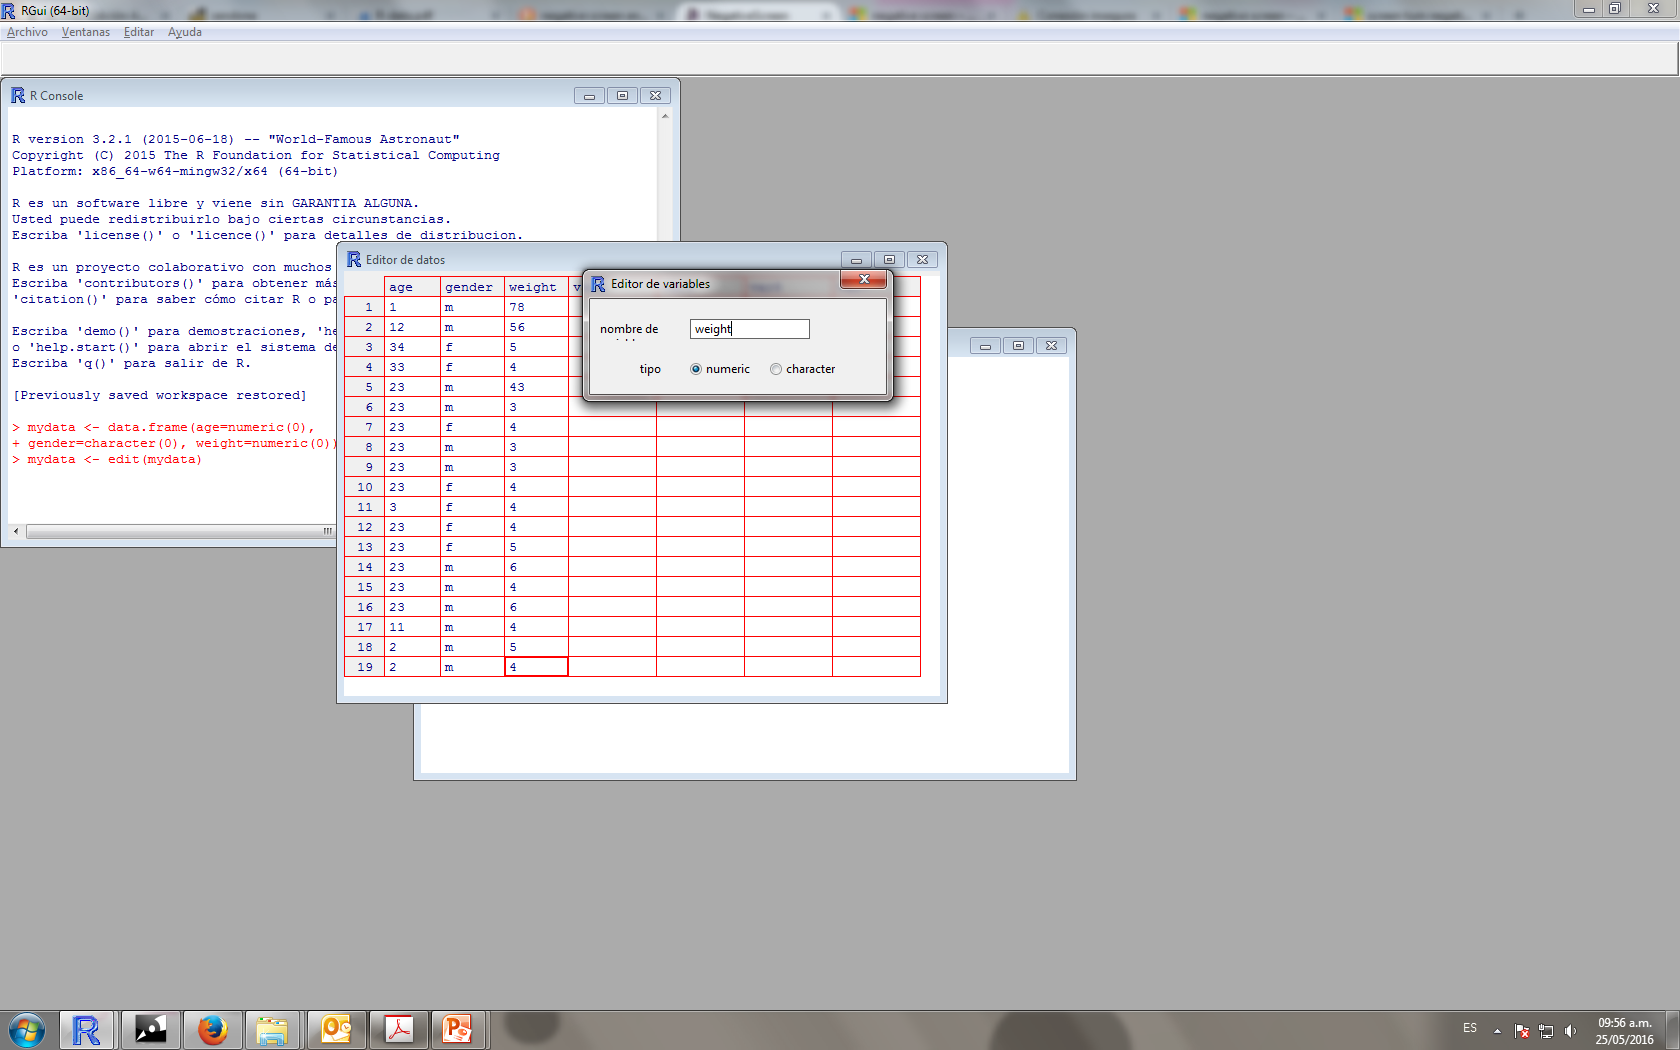 RGui (64-bit)
Archivo Ventanas Editar Ayuda
R Console
R version 3.2.1 (2015-06-18) -- "World-Famous Astronaut"
Copyright (C) 2015 The R Foundation for Statistical Computing
Platform: x86_64-w64-mingw32/x64 (64-bit)
R es un software libre y viene sin GARANTIA ALGUNA.
Usted puede redistribuirlo bajo ciertas circunstancias.
Escriba 'license()' o 'licence()' para detalles de distribucion.
R es un proyecto colaborativo con muchos
Escriba 'contributors()' para obtener más
'citation()' para saber cómo citar R o pa
Escriba 'demo()' para demostraciones, 'he
o 'help.start()' para abrir el sistema de
Escriba 'q()' para salir de R.
[Previously saved workspace restored]
> mydata <- data.frame(age=numeric(0),
+ gender=character(0), weight=numeric(0))
> mydata <- edit(mydata)
Editor de datos
age gender weight v
1 1 m 78
2 12 m 56
3 34 f 5
4 33 f 4
5 23 m 43
6 23 m 3
7 23 f 4
8 23 m 3
9 23 m 3
10 23 f 4
11 3 f 4
12 23 f 4
13 23 f 5
14 23 m 6
15 23 m 4
16 23 m 6
17 11 m 4
18 2 m 5
19 2 m 4
Editor de variables
nombre de
weight
tipo numeric character
ES
09:56 a.m.
25/05/2016